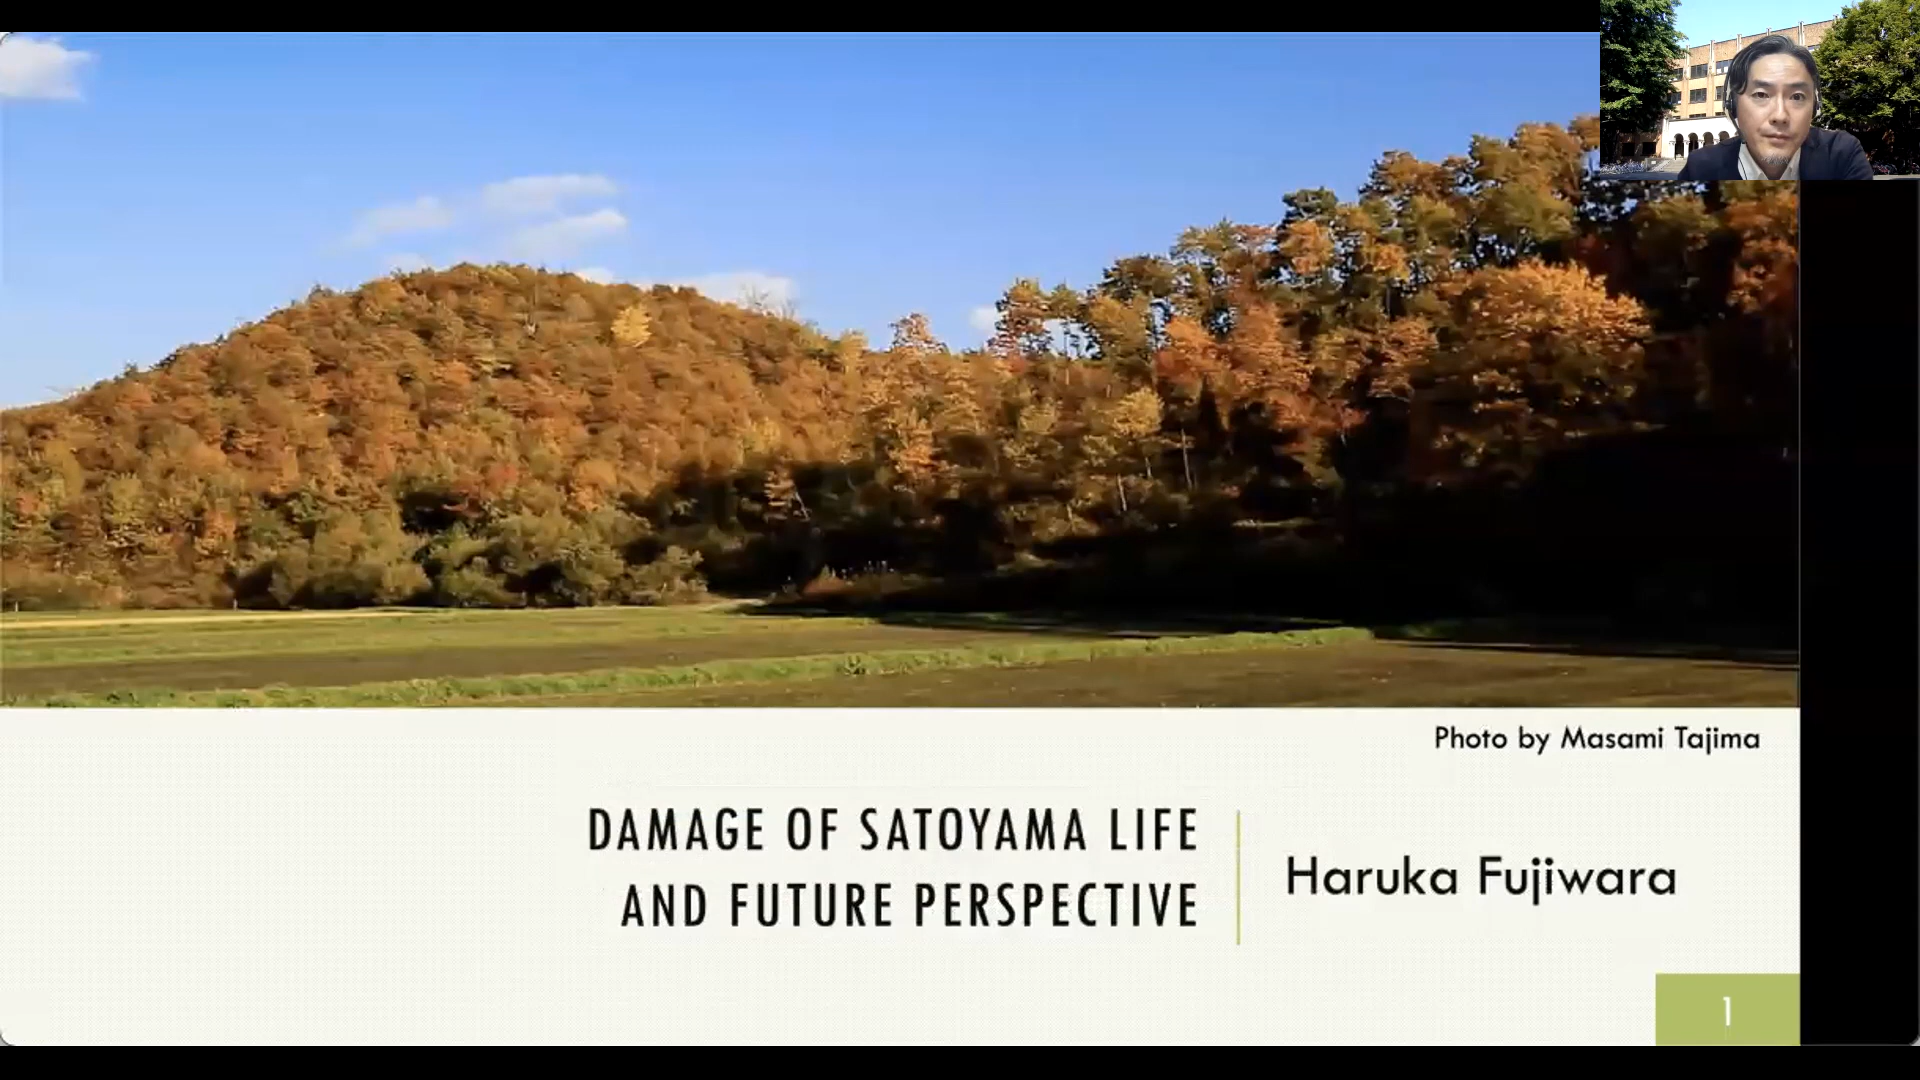 Photo by Masami Tajima
DAMAGE OF SATOYAMA LIFE
AND FUTURE PERSPECTIVE
Haruka Fujiwara
1